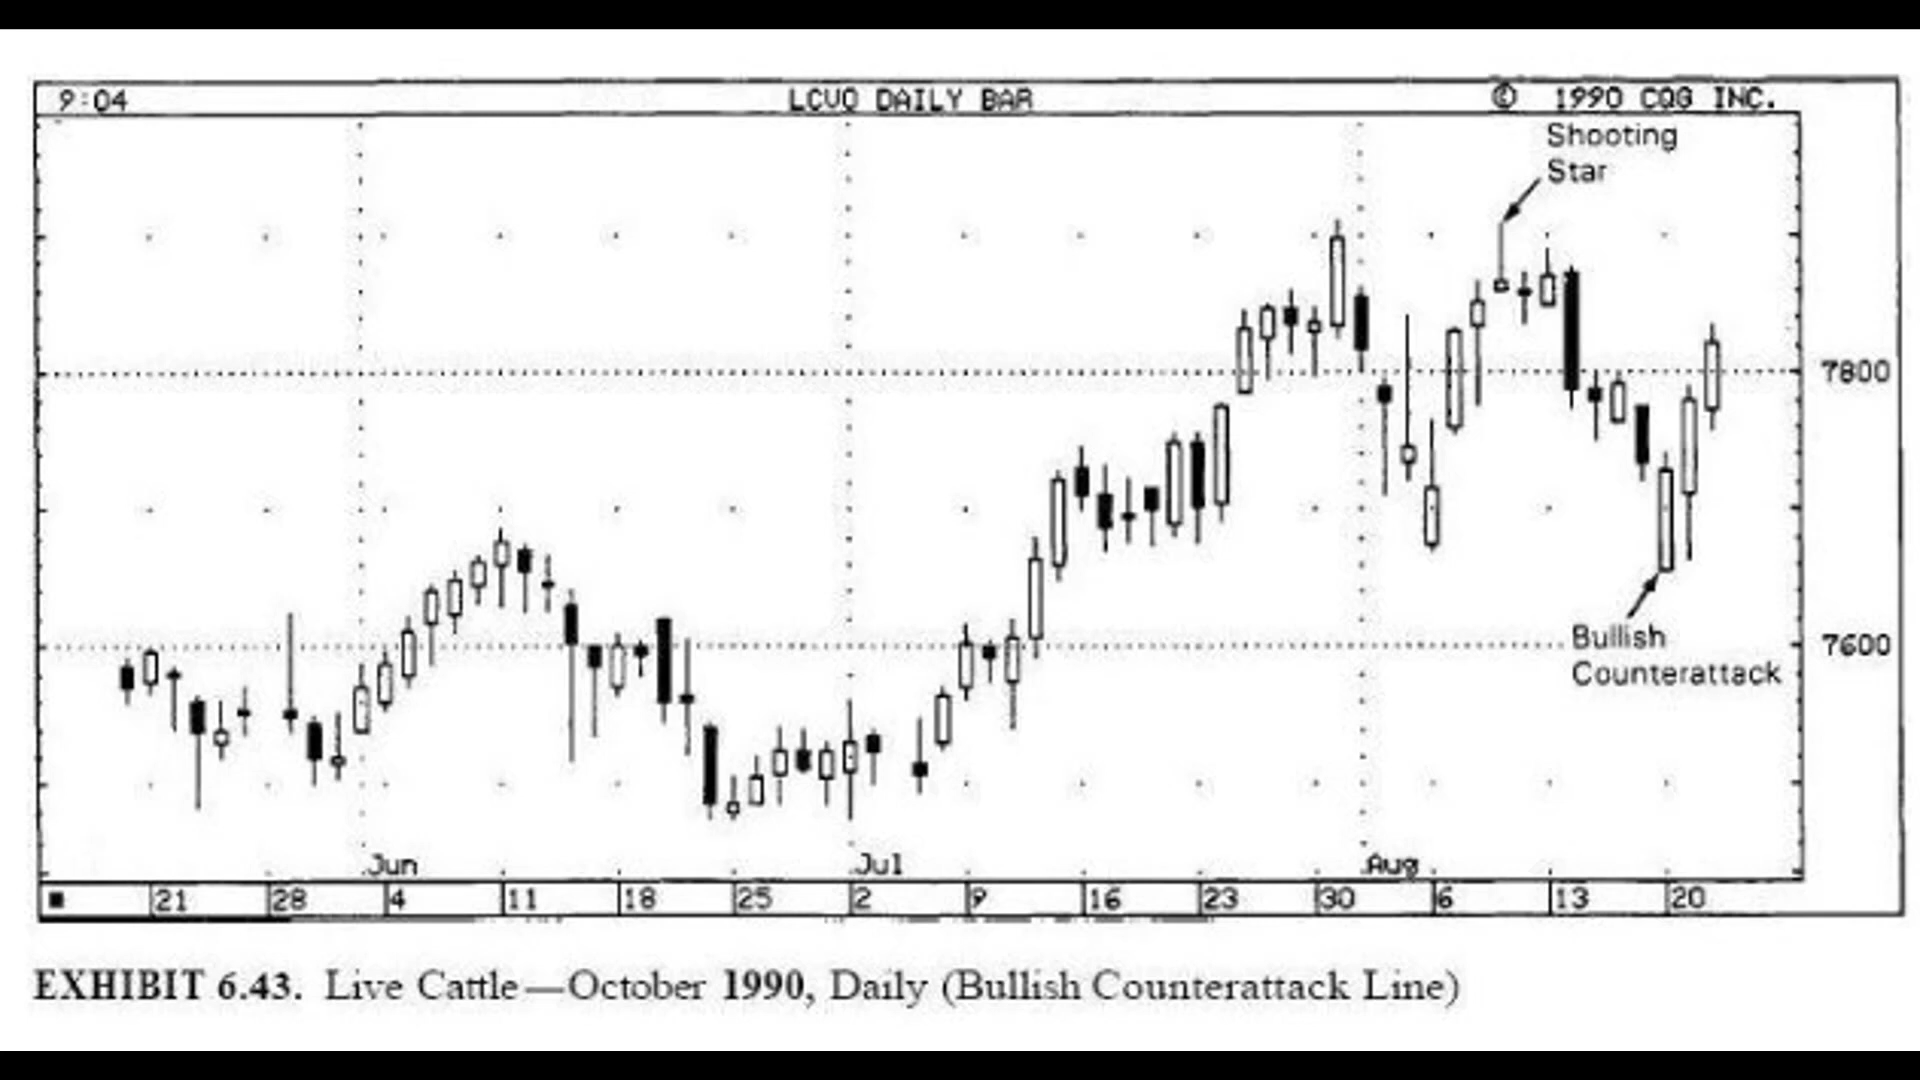 9:04 LCVO DAILY BAR © 1990 CQG INC.
Shooting
Star
7800
7600
Bullish
Counterattack
Jun Jul Aug
21 28 4 11 18 25 2 9 16 23 30 6 13 20
EXHIBIT 6.43. Live Cattle—October 1990, Daily (Bullish Counterattack Line)